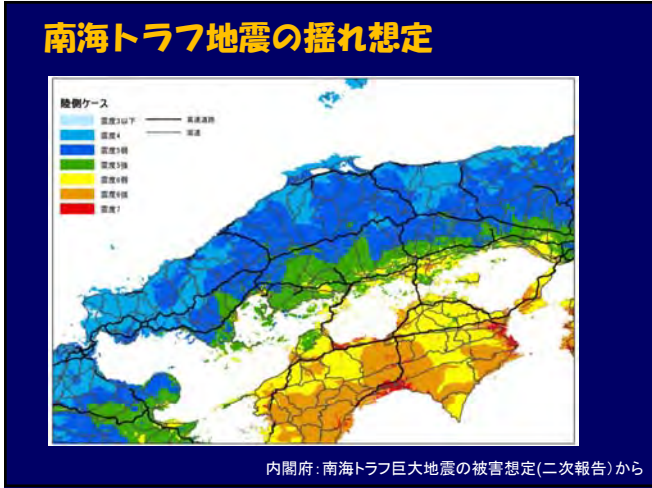 南海トラフ地震の揺れ想定
陸側ケース
震度3以下
震度4
震度5弱
震度5強
震度6弱
震度6強
震度7
高速道路
国道
内閣府:南海トラフ巨大地震の被害想定(二次報告)から